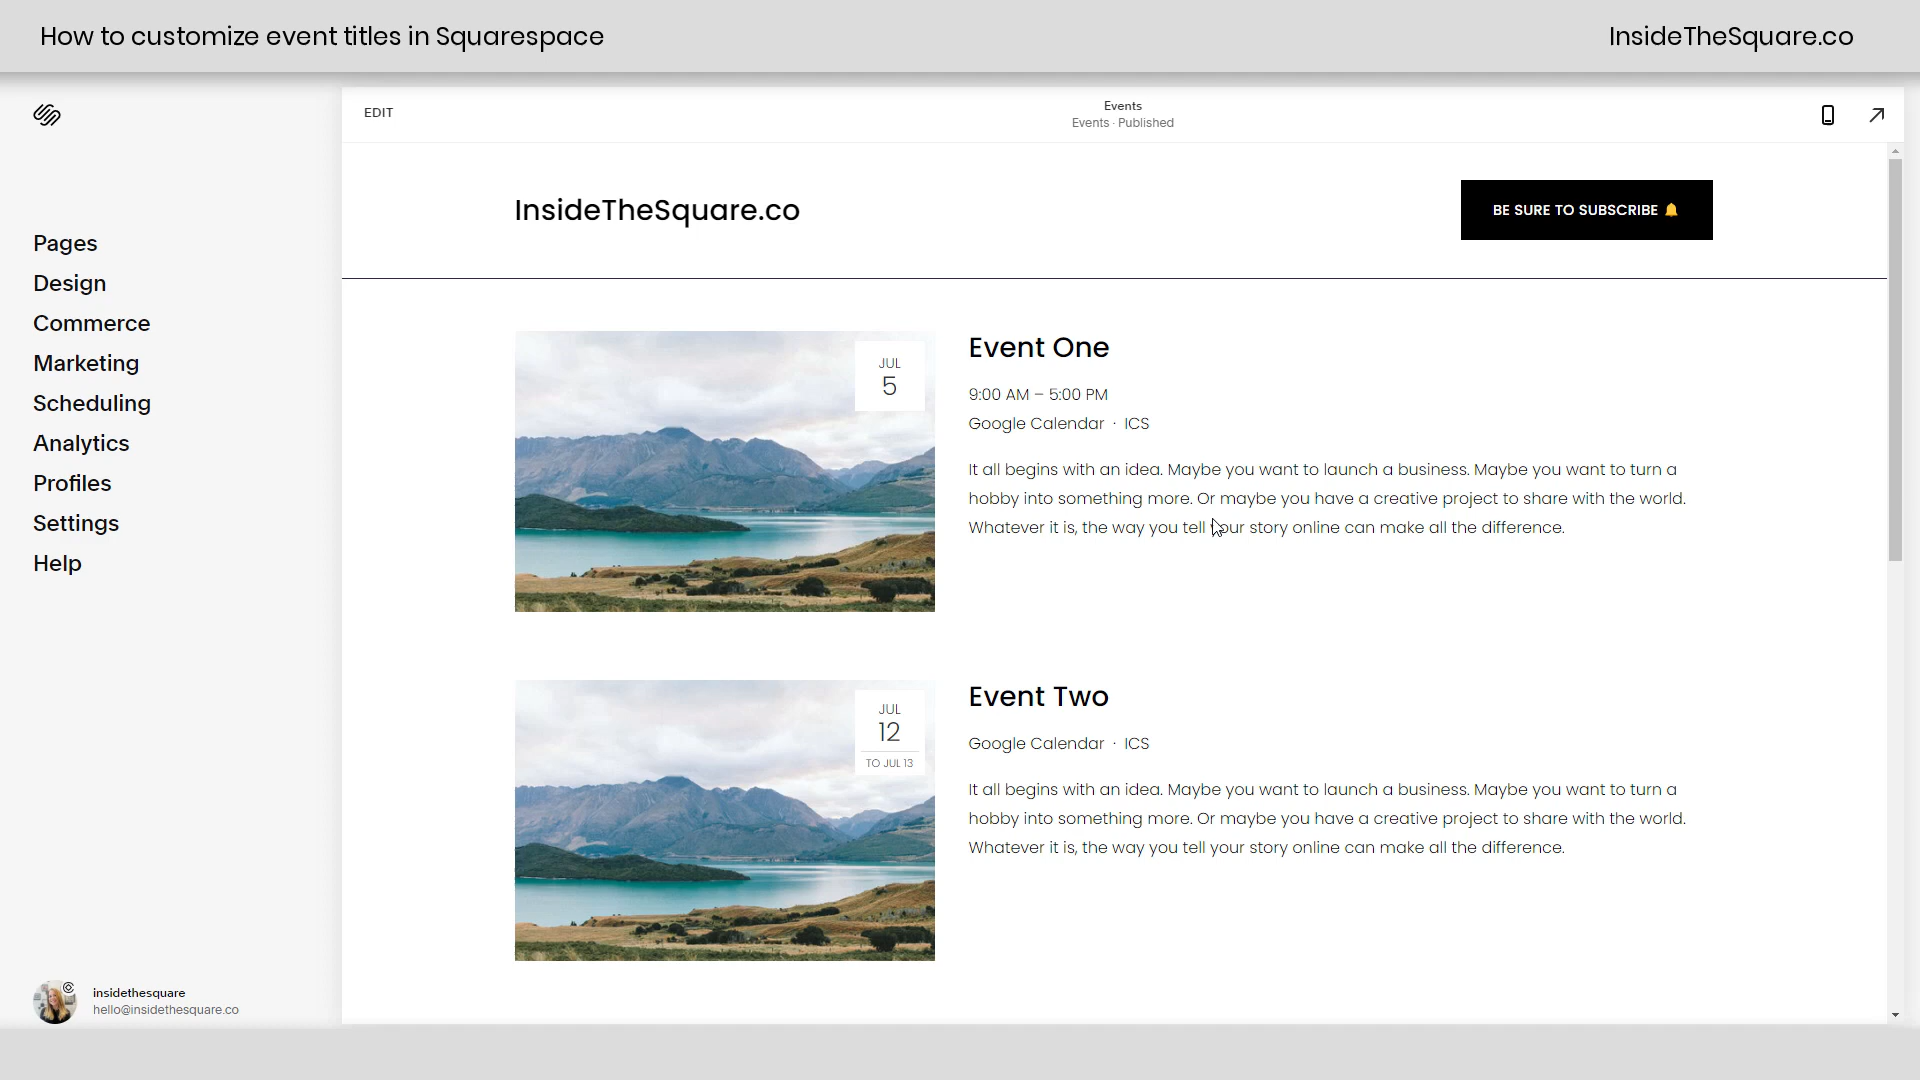 How to customize event titles in Squarespace
InsideTheSquare.co
EDIT
Events
Events · Published
Pages
Design
Commerce
Marketing
Scheduling
Analytics
Profiles
Settings
Help
insidethesquare
hello@insidethesquare.co
InsideTheSquare.co
BE SURE TO SUBSCRIBE 🔔
JUL
5
Event One
9:00 AM – 5:00 PM
Google Calendar · ICS
It all begins with an idea. Maybe you want to launch a business. Maybe you want to turn a
hobby into something more. Or maybe you have a creative project to share with the world.
Whatever it is, the way you tell your story online can make all the difference.
JUL
12
TO JUL 13
Event Two
Google Calendar · ICS
It all begins with an idea. Maybe you want to launch a business. Maybe you want to turn a
hobby into something more. Or maybe you have a creative project to share with the world.
Whatever it is, the way you tell your story online can make all the difference.